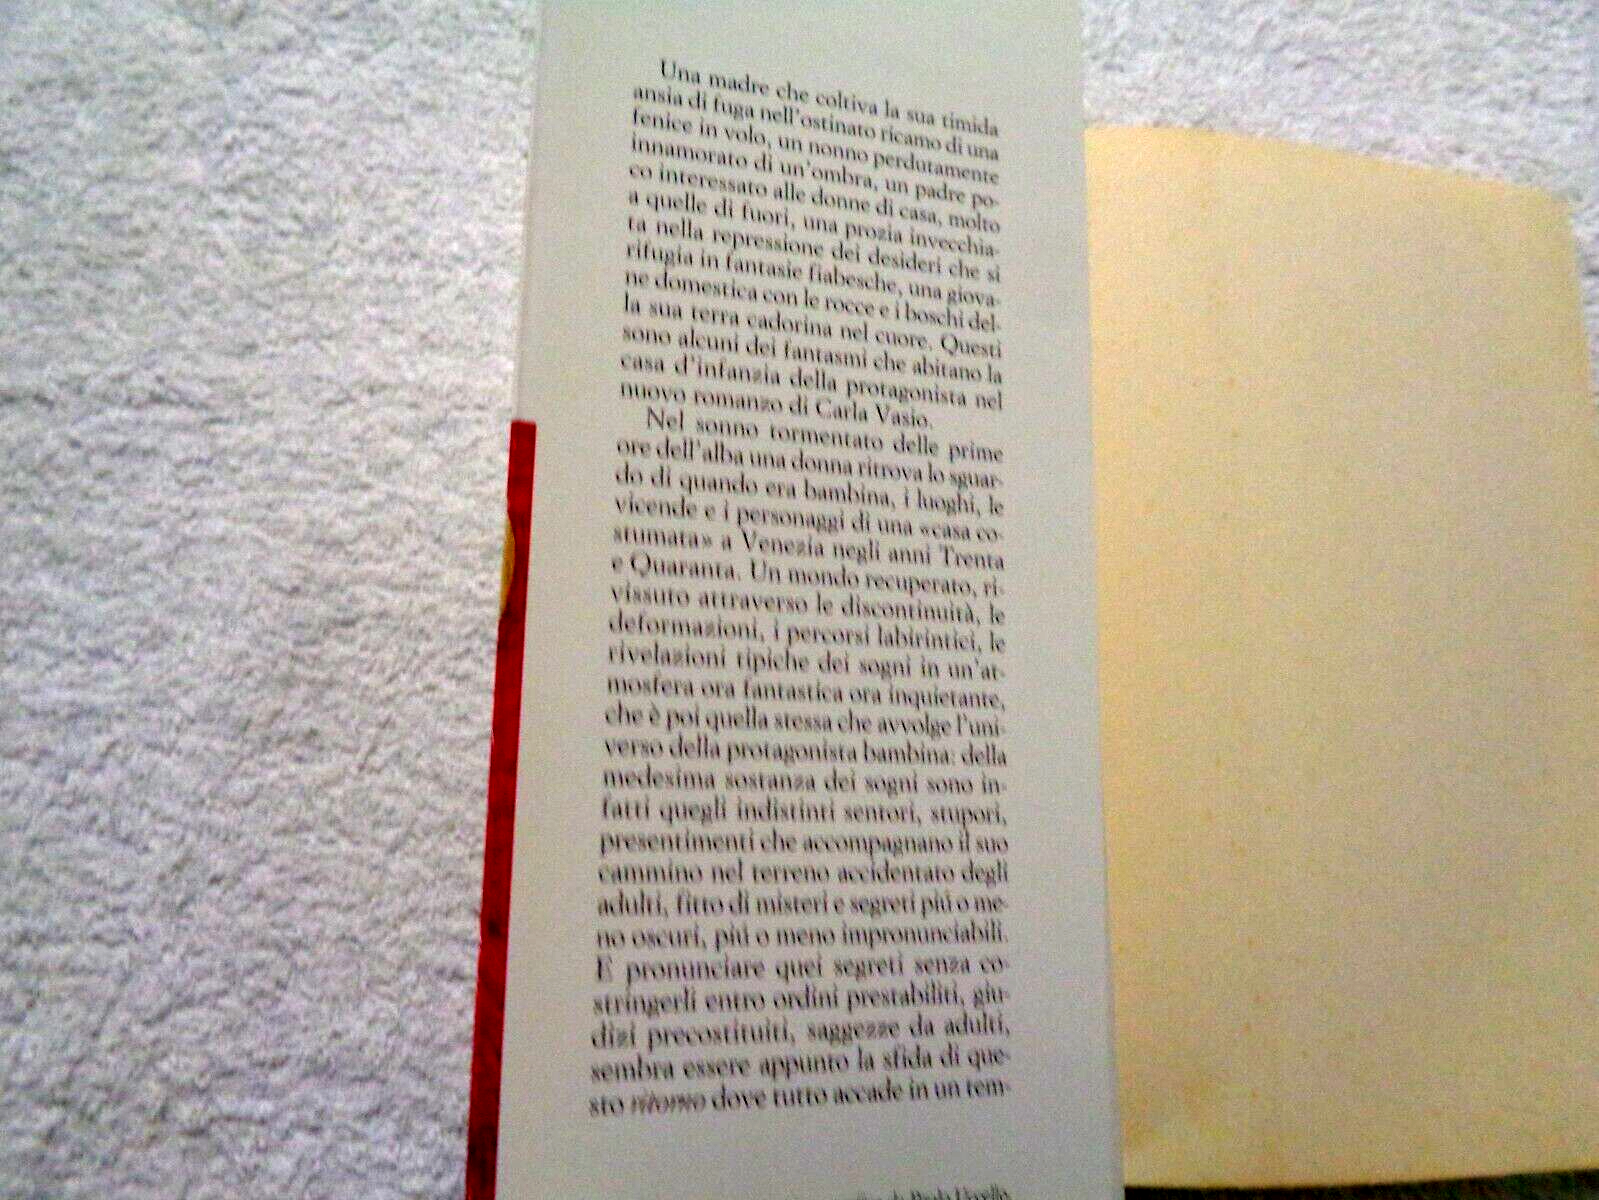 Una madre che coltiva la sua timida
ansia di fuga nell'ostinato ricamo di una
fenice in volo, un nonno perdutamente
innamorato di un'ombra, un padre po-
co interessato alle donne di casa, molto
a quelle di fuori, una prozia invecchia-
ta nella repressione dei desideri che si
rifugia in fantasie fiabesche, una giova-
ne domestica con le rocce e i boschi del-
la sua terra cadorina nel cuore. Questi
sono alcuni dei fantasmi che abitano la
casa d'infanzia della protagonista nel
nuovo romanzo di Carla Vasio.
Nel sonno tormentato delle prime
ore dell'alba una donna ritrova lo sguar-
do di quando era bambina, i luoghi, le
vicende e i personaggi di una «casa co-
stumata» a Venezia negli anni Trenta
e Quaranta. Un mondo recuperato, ri-
vissuto attraverso le discontinuità, le
deformazioni, i percorsi labirintici, le
rivelazioni tipiche dei sogni in un'at-
mosfera ora fantastica ora inquietante,
che è poi quella stessa che avvolge l'uni-
verso della protagonista bambina: della
medesima sostanza dei sogni sono in-
fatti quegli indistinti sentori, stupori,
presentimenti che accompagnano il suo
cammino nel terreno accidentato degli
adulti, fitto di misteri e segreti piú o me-
no oscuri, piú o meno impronunciabili.
E pronunciare quei segreti senza co-
stringerli entro ordini prestabiliti, giu-
dizi precostituiti, saggezze da adulti,
sembra essere appunto la sfida di que-
sto ritorno dove tutto accade in un tem-
di Paolo Uccello